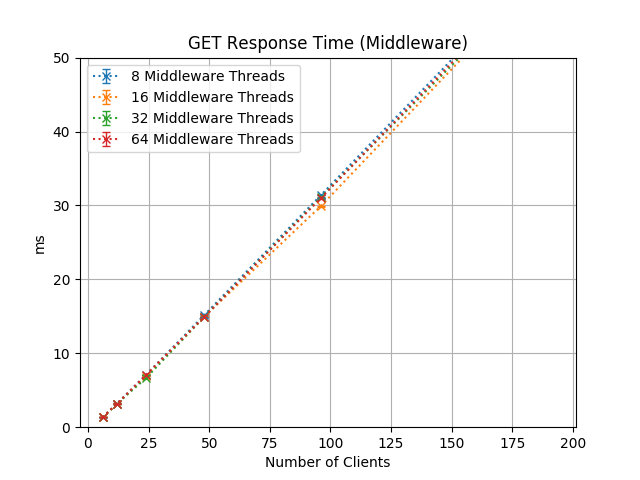 GET Response Time (Middleware)
8 Middleware Threads
16 Middleware Threads
32 Middleware Threads
64 Middleware Threads
50
40
30
20
10
0
ms
0 25 50 75 100 125 150 175 200
Number of Clients